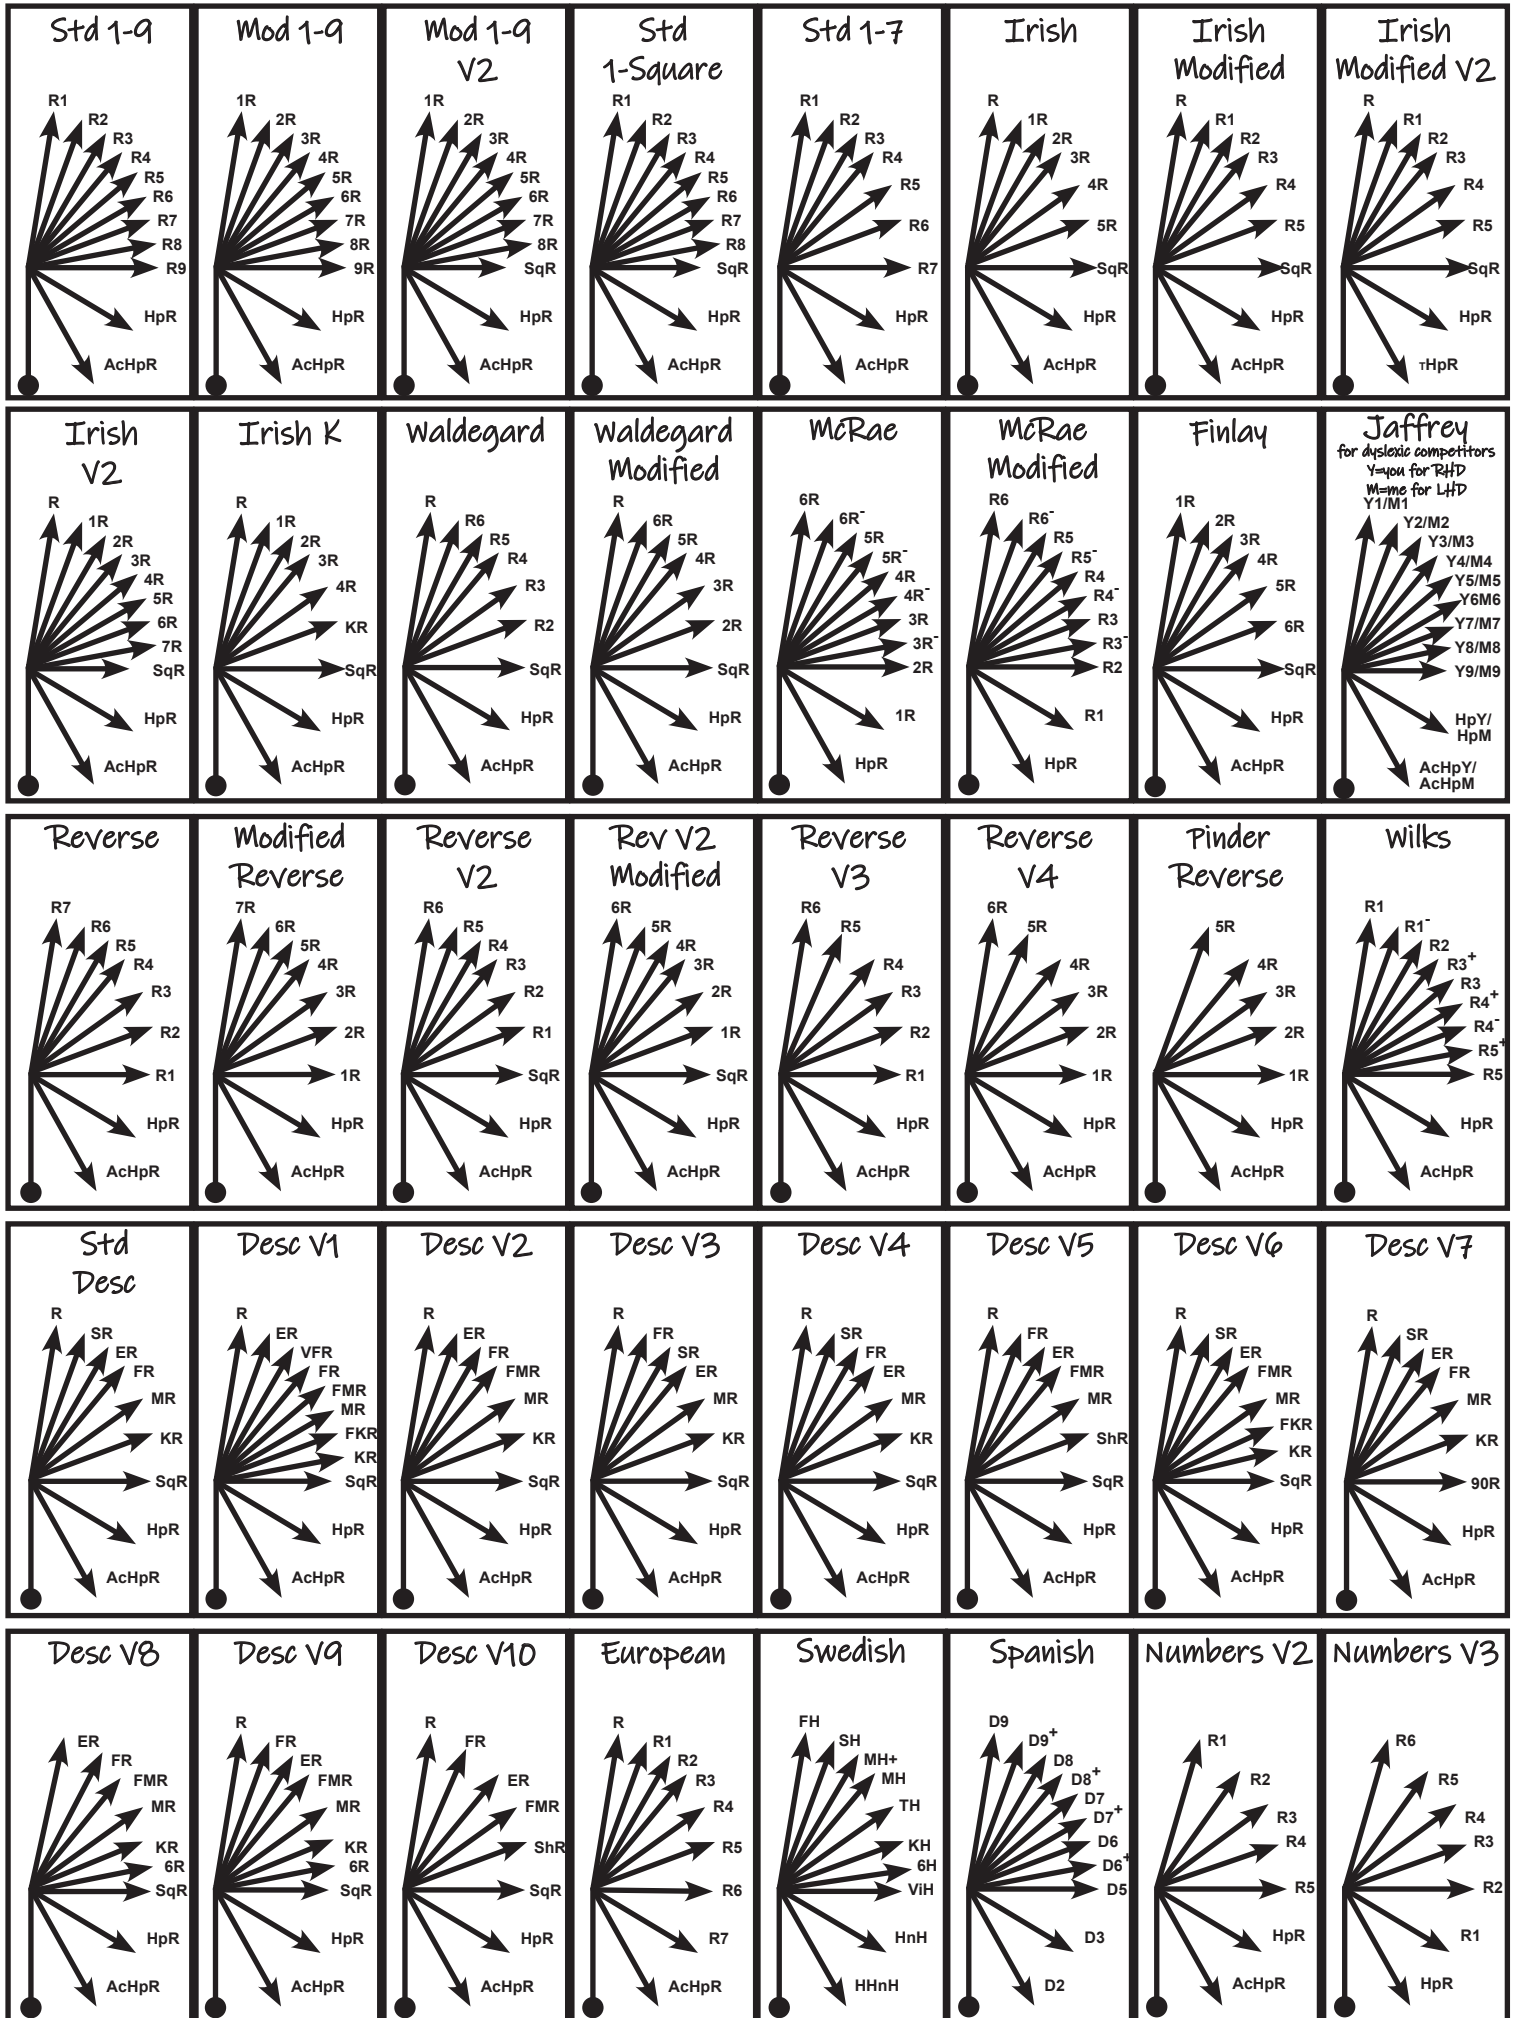 Std 1-9
R1
R2
R3
R4
R5
R6
R7
R8
R9
HpR
AcHpR
Mod 1-9
1R
2R
3R
4R
5R
6R
7R
8R
9R
HpR
AcHpR
Mod 1-9
V2
1R
2R
3R
4R
5R
6R
7R
8R
SqR
HpR
AcHpR
Std
1-Square
R1
R2
R3
R4
R5
R6
R7
R8
SqR
HpR
AcHpR
Std 1-7
R1
R2
R3
R4
R5
R6
R7
HpR
AcHpR
Irish
R
1R
2R
3R
4R
5R
SqR
HpR
AcHpR
Irish
Modified
R
R1
R2
R3
R4
R5
SqR
HpR
AcHpR
Irish
Modified V2
R
R1
R2
R3
R4
R5
SqR
HpR
THpR
Irish
V2
R
1R
2R
3R
4R
5R
6R
7R
SqR
HpR
AcHpR
Irish K
R
1R
2R
3R
4R
KR
SqR
HpR
AcHpR
Waldegard
R
R6
R5
R4
R3
R2
SqR
HpR
AcHpR
Waldegard
Modified
R
6R
5R
4R
3R
2R
SqR
HpR
AcHpR
McRae
6R
6R-
5R
5R-
4R
4R-
3R
3R-
2R
1R
HpR
McRae
Modified
R6
R6-
R5
R5-
R4
R4-
R3
R3-
R2
R1
HpR
Finlay
1R
2R
3R
4R
5R
6R
SqR
HpR
AcHpR
Jaffrey
for dyslexic competitors
Y=you for RHD
M=me for LHD
Y1/M1
Y2/M2
Y3/M3
Y4/M4
Y5/M5
Y6M6
Y7/M7
Y8/M8
Y9/M9
HpY/
HpM
AcHpY/
AcHpM
Reverse
R7
R6
R5
R4
R3
R2
R1
HpR
AcHpR
Modified
Reverse
7R
6R
5R
4R
3R
2R
1R
HpR
AcHpR
Reverse
V2
R6
R5
R4
R3
R2
R1
SqR
HpR
AcHpR
Rev V2
Modified
6R
5R
4R
3R
2R
1R
SqR
HpR
AcHpR
Reverse
V3
R6
R5
R4
R3
R2
R1
HpR
AcHpR
Reverse
V4
6R
5R
4R
3R
2R
1R
HpR
AcHpR
Pinder
Reverse
5R
4R
3R
2R
1R
HpR
AcHpR
Wilks
R1
R1-
R2
R3+
R3
R4+
R4-
R5+
R5
HpR
AcHpR
Std
Desc
R
SR
ER
FR
MR
KR
SqR
HpR
AcHpR
Desc V1
R
ER
VFR
FR
FMR
MR
FKR
KR
SqR
HpR
AcHpR
Desc V2
R
ER
FR
FMR
MR
KR
SqR
HpR
AcHpR
Desc V3
R
FR
SR
ER
MR
KR
SqR
HpR
AcHpR
Desc V4
R
SR
FR
ER
MR
KR
SqR
HpR
AcHpR
Desc V5
R
FR
ER
FMR
MR
ShR
SqR
HpR
AcHpR
Desc V6
R
SR
ER
FMR
MR
FKR
KR
SqR
HpR
AcHpR
Desc V7
R
SR
ER
FR
MR
KR
90R
HpR
AcHpR
Desc V8
ER
FR
FMR
MR
KR
6R
SqR
HpR
AcHpR
Desc V9
R
FR
ER
FMR
MR
KR
6R
SqR
HpR
AcHpR
Desc V10
R
FR
ER
FMR
ShR
SqR
HpR
AcHpR
European
R
R1
R2
R3
R4
R5
R6
R7
AcHpR
Swedish
FH
SH
MH+
MH
TH
KH
6H
ViH
HnH
HHnH
Spanish
D9
D9+
D8
D8+
D7
D7+
D6
D6+
D5
D3
D2
Numbers V2
R1
R2
R3
R4
R5
HpR
AcHpR
Numbers V3
R6
R5
R4
R3
R2
R1
HpR